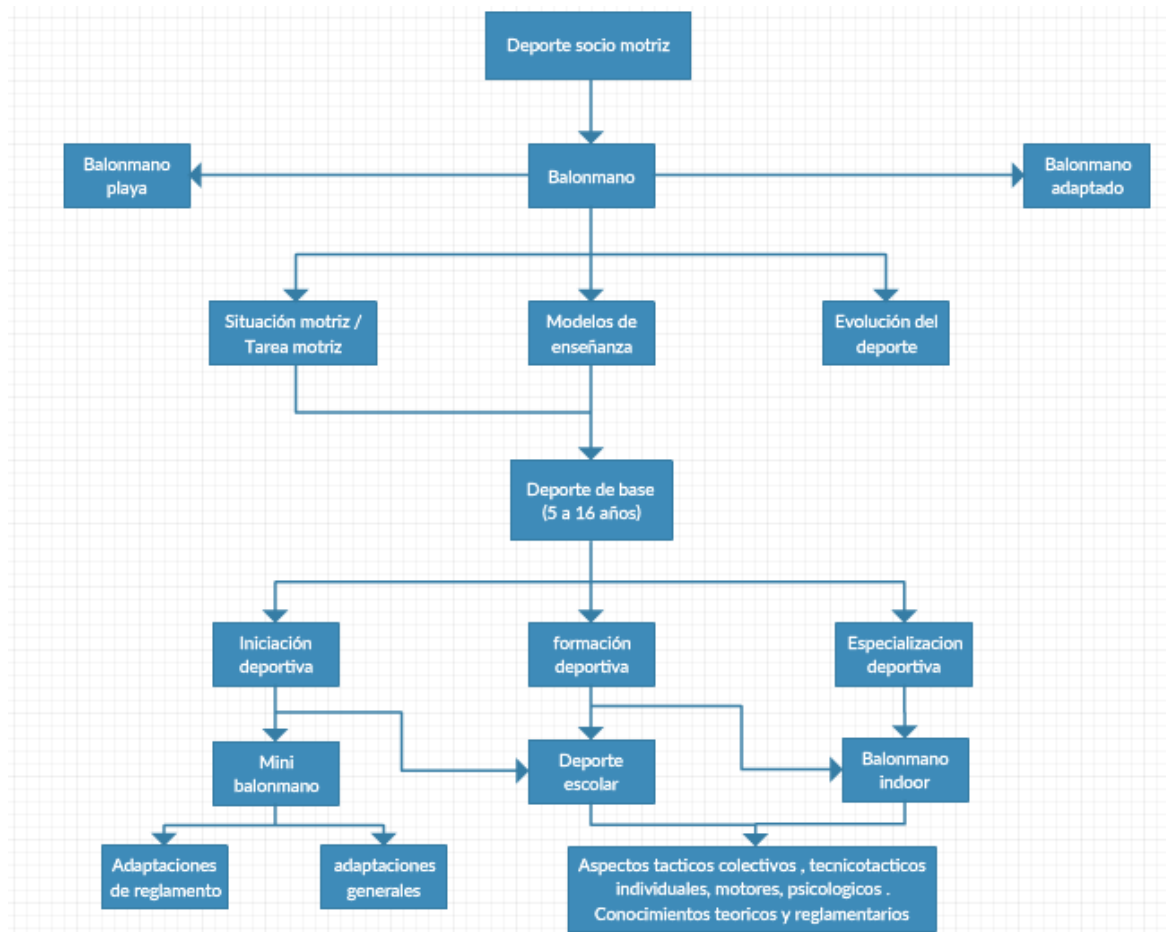 Deporte socio motriz
Balonmano
playa
Balonmano
Balonmano
adaptado
Situación motriz /
Tarea motriz
Modelos de
enseñanza
Evolución del
deporte
Deporte de base
(5 a 16 años)
Iniciación
deportiva
formación
deportiva
Especializacion
deportiva
Mini
balonmano
Deporte
escolar
Balonmano
indoor
Adaptaciones
de reglamento
adaptaciones
generales
Aspectos tacticos colectivos , tecnicotacticos
individuales, motores, psicologicos .
Conocimientos teoricos y reglamentarios